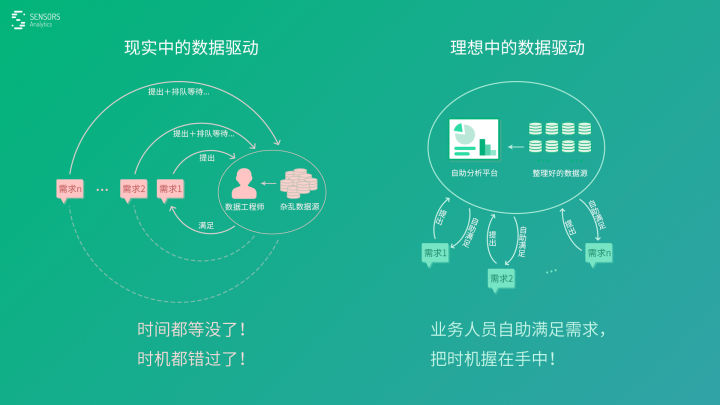 SENSORS
Analytics
现实中的数据驱动
提出＋排队等待...
提出＋排队等待...
提出
需求n
...
需求2
需求1
数据工程师
杂乱数据源
满足
时间都等没了！
时机都错过了！
理想中的数据驱动
自助分析平台
整理好的数据源
提出
自助满足
提出
自助满足
提出
自助满足
需求1
需求2
...
需求n
业务人员自助满足需求，
把时机握在手中！